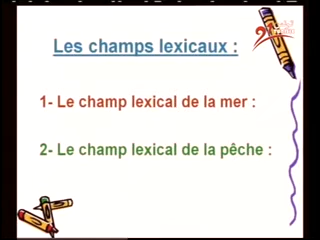 Les champs lexicaux :
1- Le champ lexical de la mer :
2- Le champ lexical de la pêche :